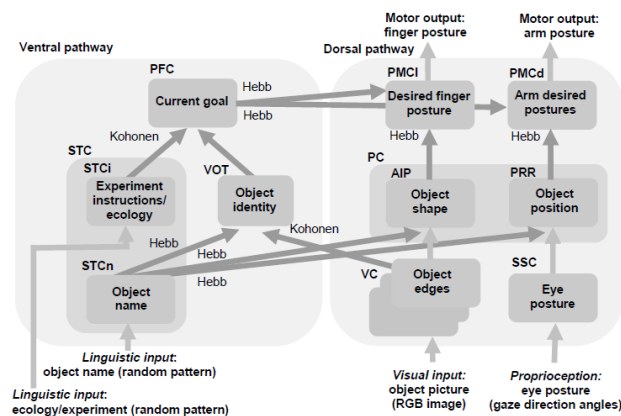 Motor output:
finger posture
Motor output:
arm posture
Ventral pathway
Dorsal pathway
PFC
PMCl
PMCd
Current goal
Hebb
Hebb
Desired finger
posture
Arm desired
postures
Kohonen
Hebb
Hebb
STC
STCi
VOT
PC
AIP
PRR
Experiment
instructions/
ecology
Object
identity
Object
shape
Object
position
Kohonen
Hebb
Hebb
Hebb
STCn
VC
SSC
Object
name
Object
edges
Eye
posture
Linguistic input:
object name (random pattern)
Linguistic input:
ecology/experiment (random pattern)
Visual input:
object picture
(RGB image)
Proprioception:
eye posture
(gaze direction angles)